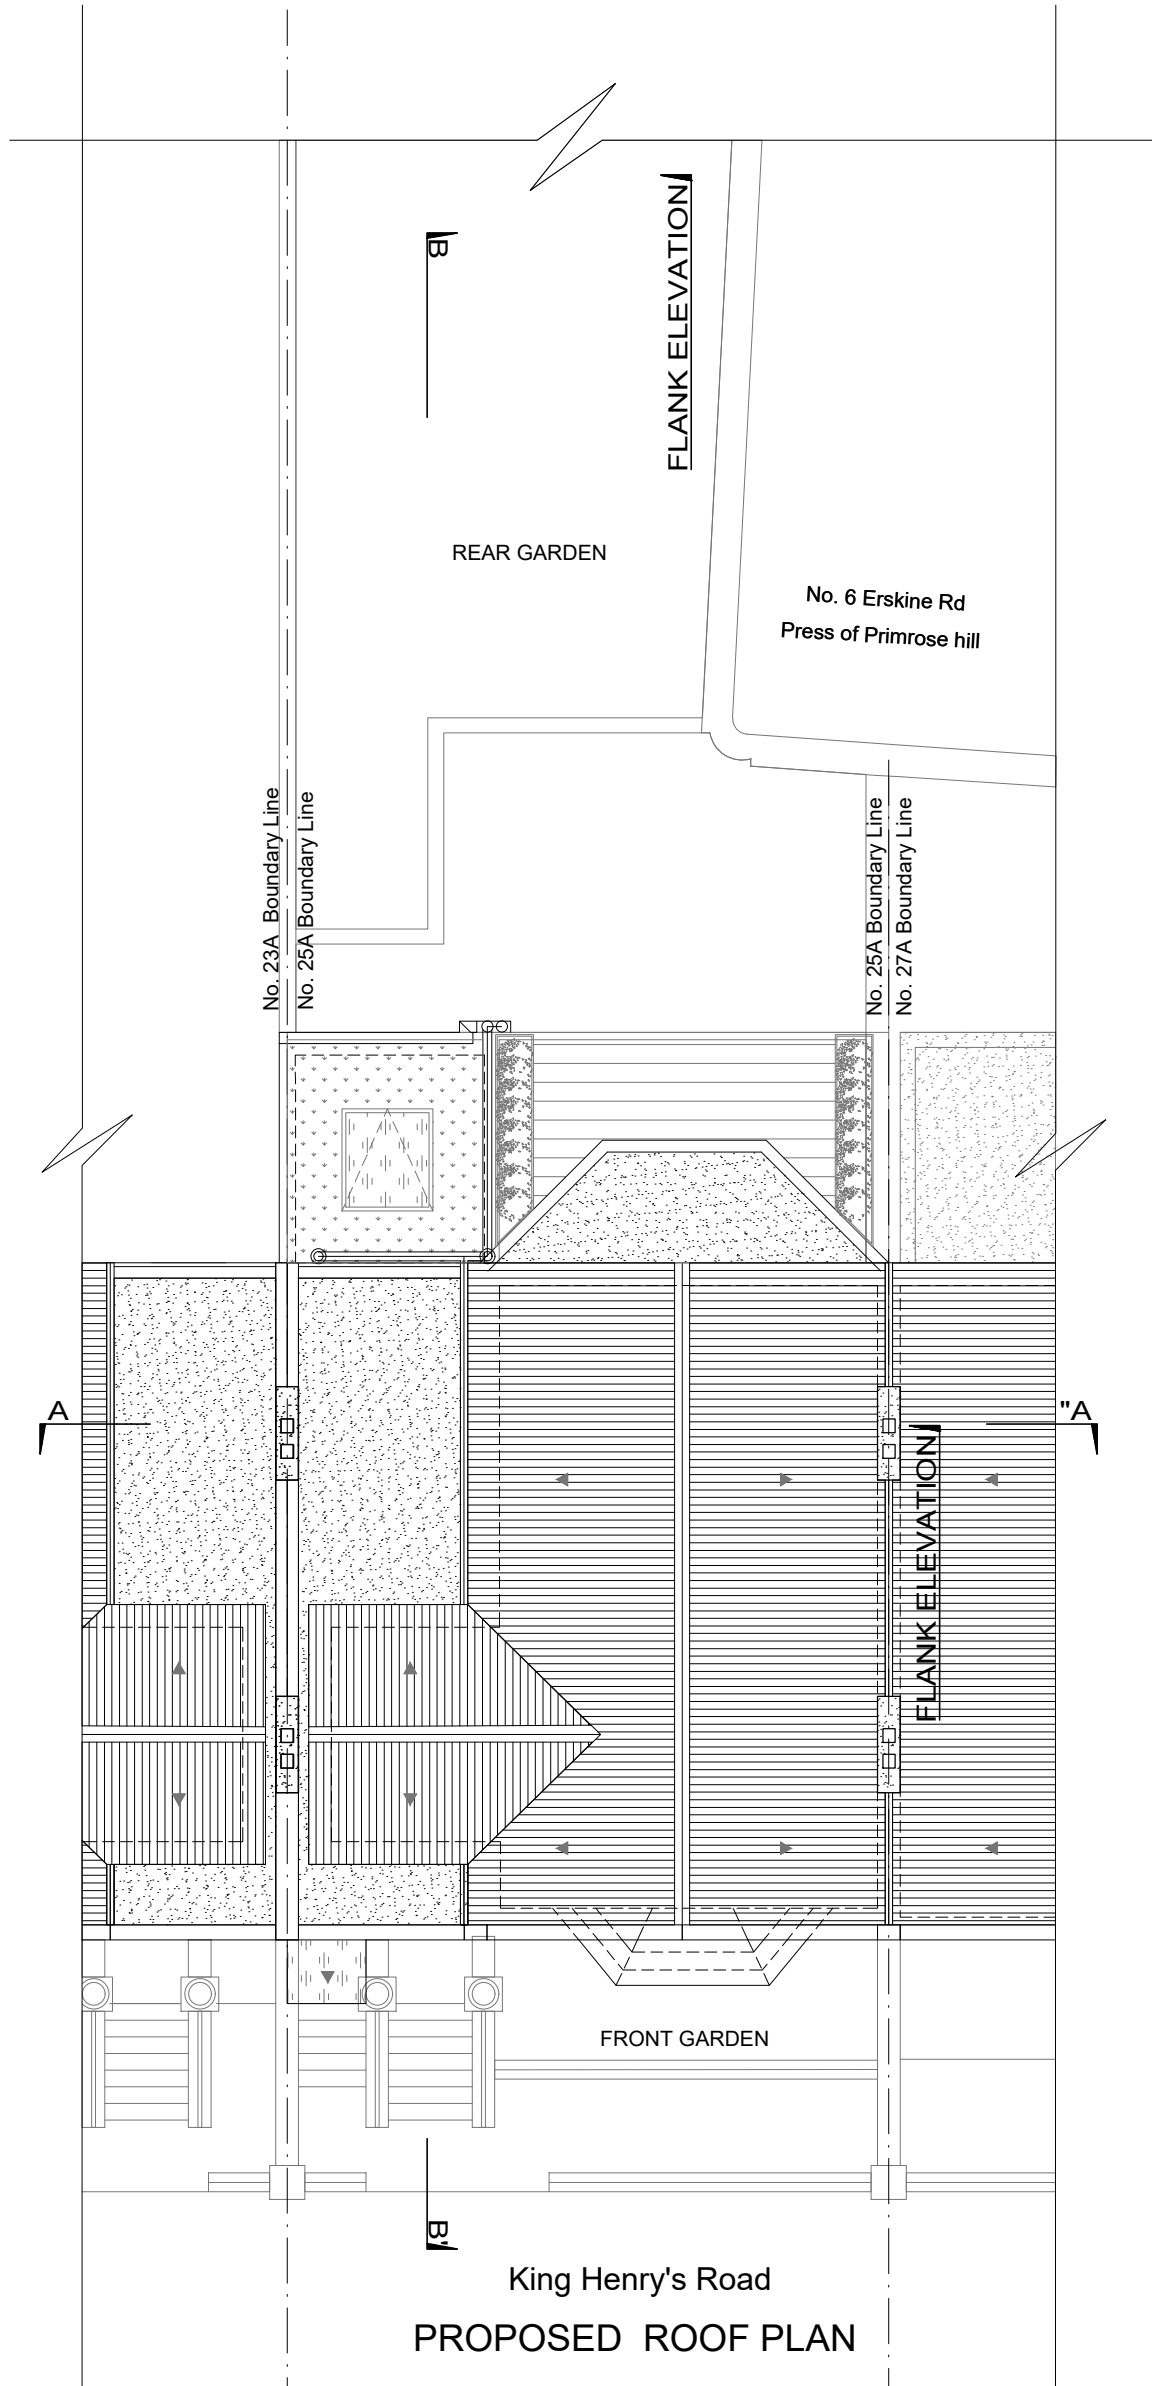 B
FLANK ELEVATION
REAR GARDEN
No. 6 Erskine Rd
Press of Primrose hill
No. 23A Boundary Line
No. 25A Boundary Line
No. 25A Boundary Line
No. 27A Boundary Line
A
"A
FLANK ELEVATION
FRONT GARDEN
B'
King Henry's Road
PROPOSED ROOF PLAN